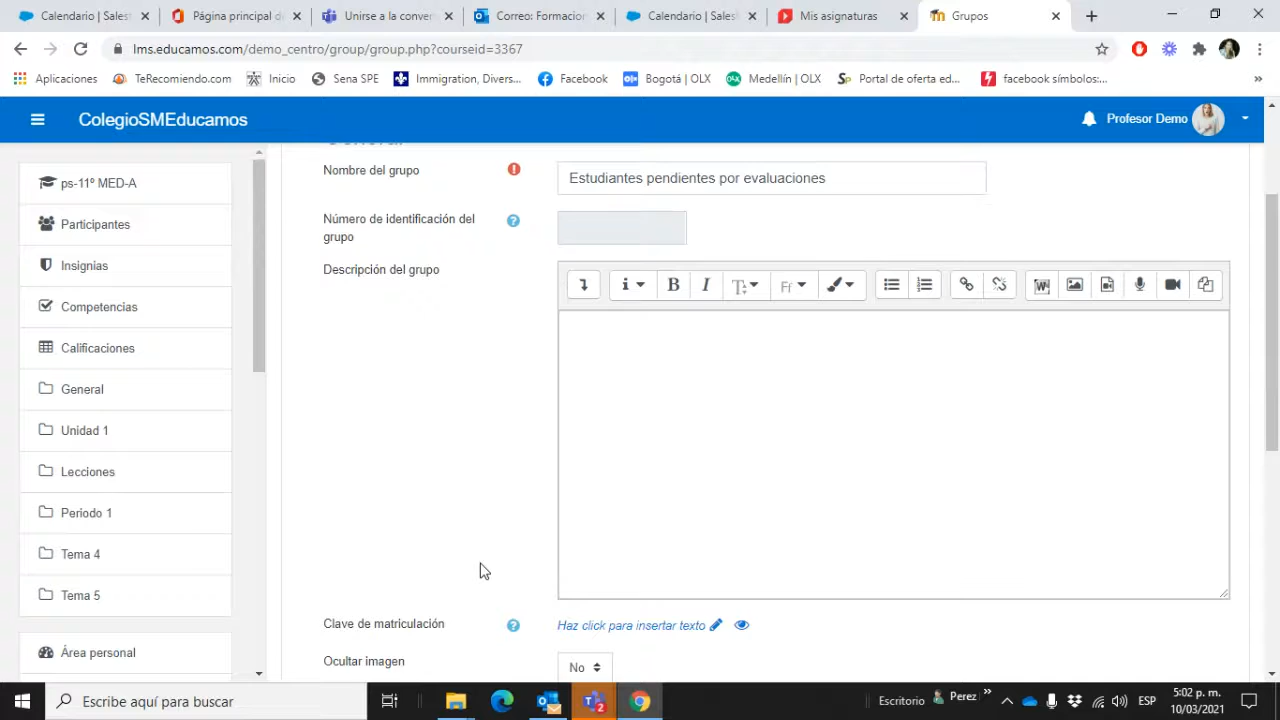 Calendario | Sales
Página principal d
Unirse a la conver
Correo: Formacion
Calendario | Sales
Mis asignaturas
Grupos
lms.educamos.com/demo_centro/group/group.php?courseid=3367
Aplicaciones
TeRecomiendo.com
Inicio
Sena SPE
Immigration, Divers...
Facebook
Bogotá | OLX
Medellín | OLX
Portal de oferta ed...
facebook símbolos:...
»
ColegioSMEducamos
Profesor Demo
ps-11º MED-A
Participantes
Insignias
Competencias
Calificaciones
General
Unidad 1
Lecciones
Periodo 1
Tema 4
Tema 5
Área personal
Nombre del grupo
Estudiantes pendientes por evaluaciones
Número de identificación del
grupo
Descripción del grupo
Clave de matriculación
Haz click para insertar texto
Ocultar imagen
No
Escribe aquí para buscar
Escritorio
Perez
»
ESP
5:02 p. m.
10/03/2021